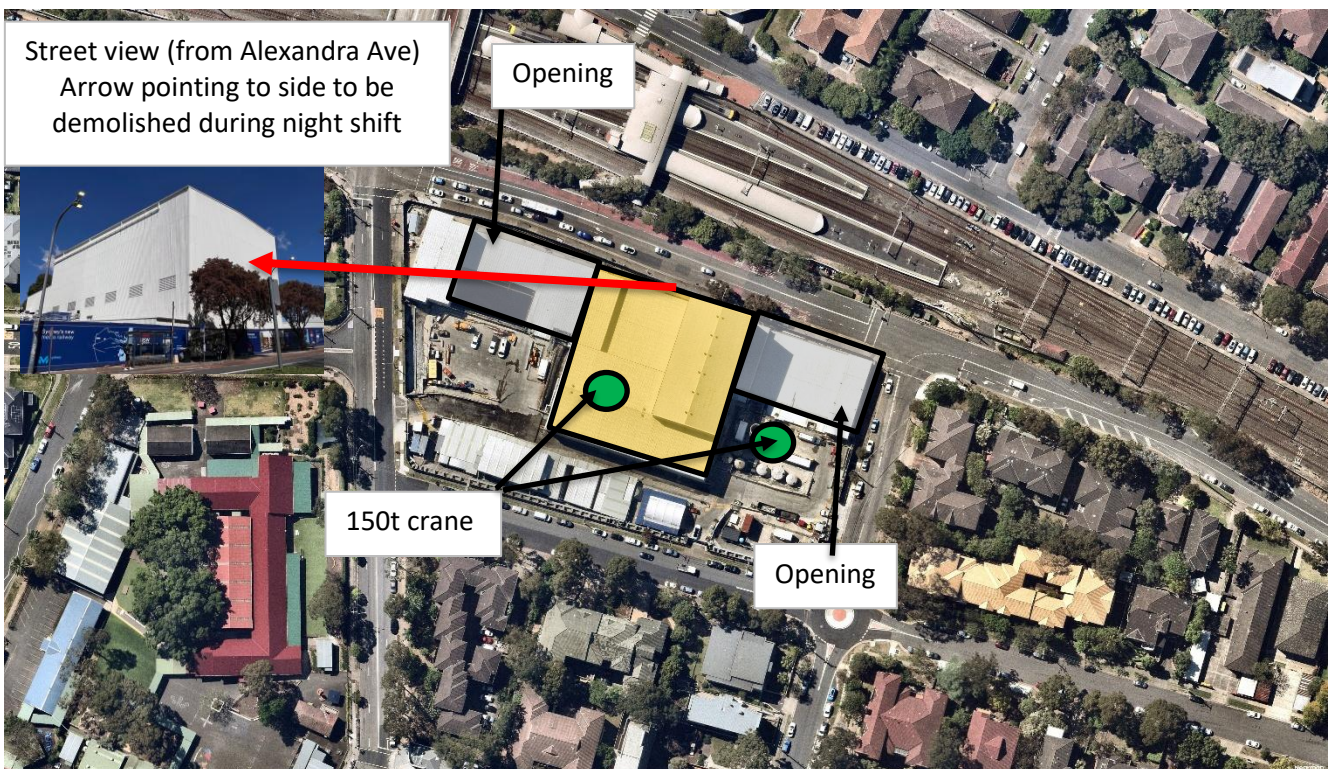 Street view (from Alexandra Ave)
Arrow pointing to side to be
demolished during night shift
Opening
150t crane
Opening